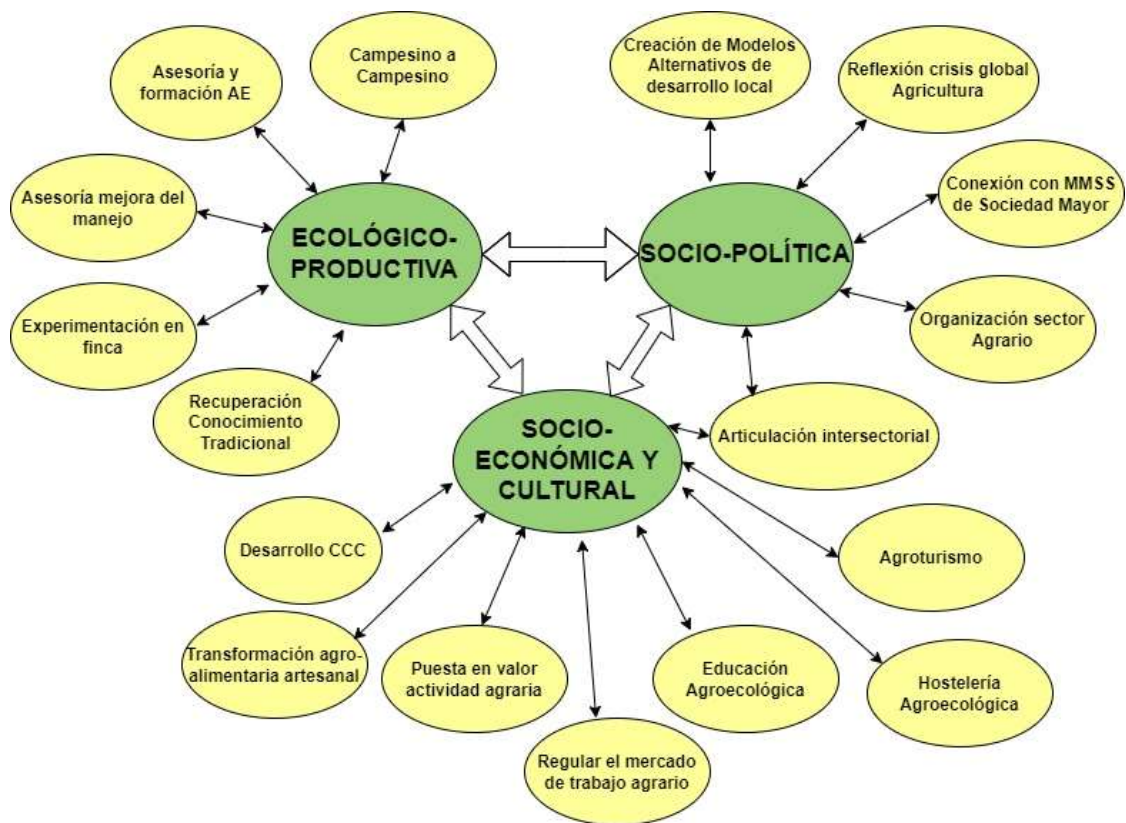 Asesoría y
formación AE
Campesino a
Campesino
Creación de Modelos
Alternativos de
desarrollo local
Reflexión crisis global
Agricultura
Asesoría mejora del
manejo
Conexión con MMSS
de Sociedad Mayor
ECOLÓGICO-
PRODUCTIVA
SOCIO-POLÍTICA
Experimentación en
finca
Organización sector
Agrario
Recuperación
Conocimiento
Tradicional
SOCIO-
ECONÓMICA Y
CULTURAL
Articulación intersectorial
Desarrollo CCC
Agroturismo
Transformación agro-
alimentaria artesanal
Puesta en valor
actividad agraria
Educación
Agroecológica
Hostelería
Agroecológica
Regular el mercado
de trabajo agrario